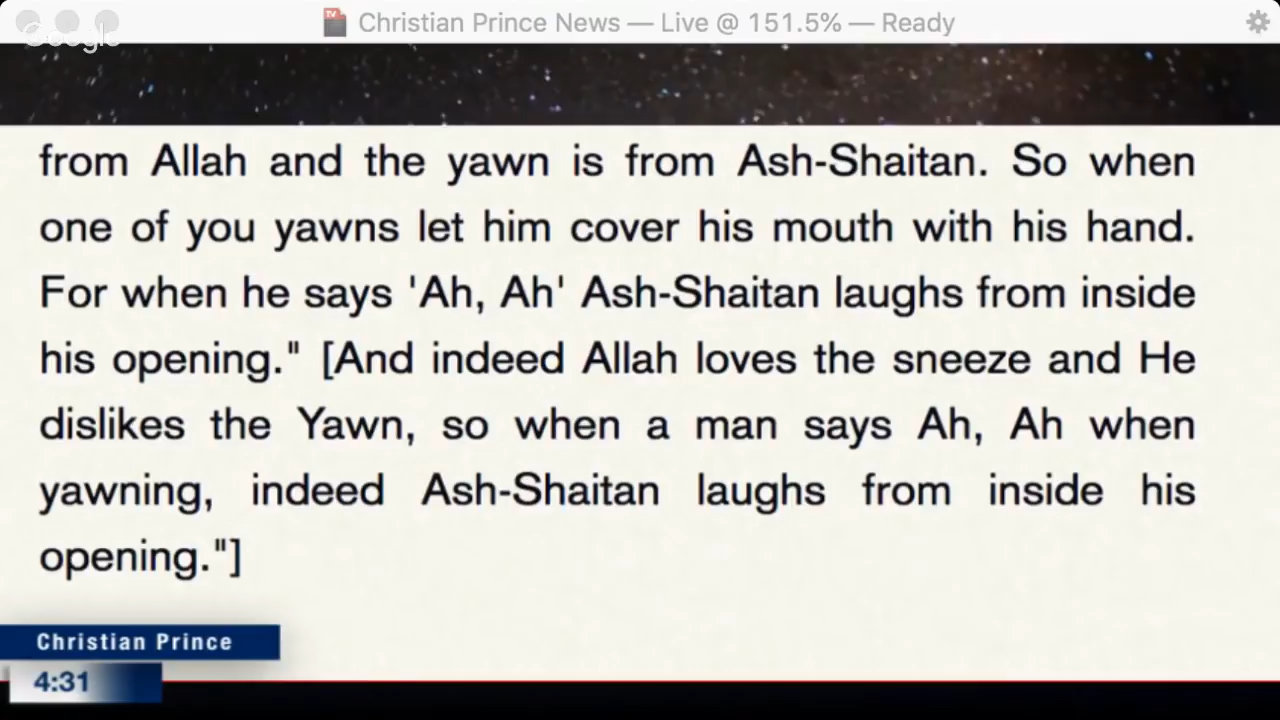 Christian Prince News — Live @ 151.5% — Ready
Google
from Allah and the yawn is from Ash-Shaitan. So when
one of you yawns let him cover his mouth with his hand.
For when he says 'Ah, Ah' Ash-Shaitan laughs from inside
his opening." [And indeed Allah loves the sneeze and He
dislikes the Yawn, so when a man says Ah, Ah when
yawning, indeed Ash-Shaitan laughs from inside his
opening."]
Christian Prince
4:31